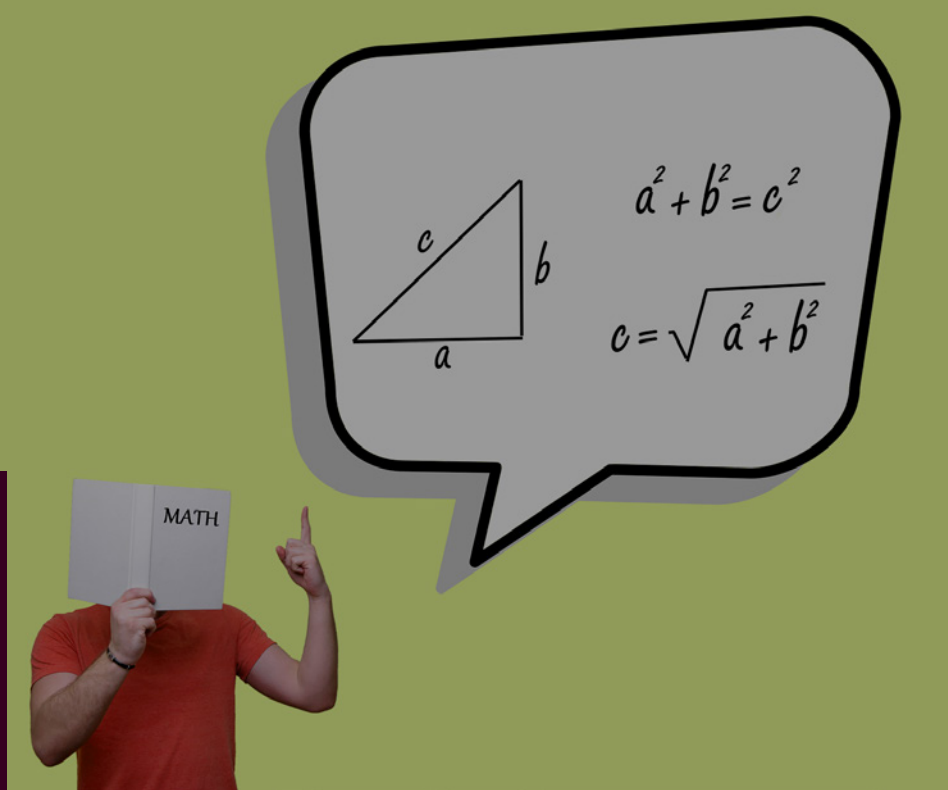 a² + b² = c²
c
b
c = √a² + b²
a
MATH